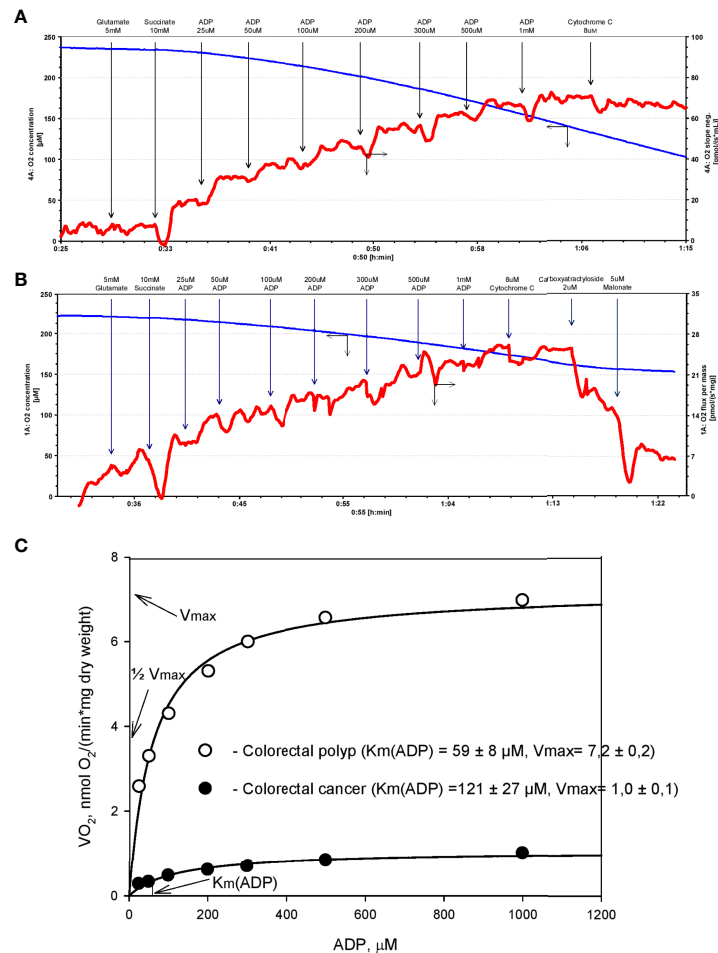 A
Glutamate 5mM
Succinate 10mM
ADP 25uM
ADP 50uM
ADP 100uM
ADP 200uM
ADP 300uM
ADP 500uM
ADP 1mM
Cytochrome C 8uM
4A: O2 concentration [µM]
250
200
150
100
50
0
100
80
60
40
20
0
4A: O2 slope neg. [pmol/(s*mL)]
0:25
0:33
0:41
0:50
0:58
1:06
1:15
0:50 [h:min]
B
5mM Glutamate
10mM Succinate
25uM ADP
50uM ADP
100uM ADP
200uM ADP
300uM ADP
500uM ADP
1mM ADP
8uM Cytochrome C
Carboxyatractyloside 2uM
5uM Malonate
1A: O2 concentration [µM]
250
200
150
100
50
0
35
28
21
14
7
0
1A: O2 flux per mass [pmol/(s*mg)]
0:36
0:45
0:55
1:04
1:13
1:22
0:55 [h:min]
C
VO2, nmol O2/(min*mg dry weight)
8
6
4
2
0
Vmax
½ Vmax
- Colorectal polyp (Km(ADP) = 59 ± 8 µM, Vmax= 7,2 ± 0,2)
- Colorectal cancer (Km(ADP) =121 ± 27 µM, Vmax= 1,0 ± 0,1)
Km(ADP)
0
200
400
600
800
1000
1200
ADP, µM